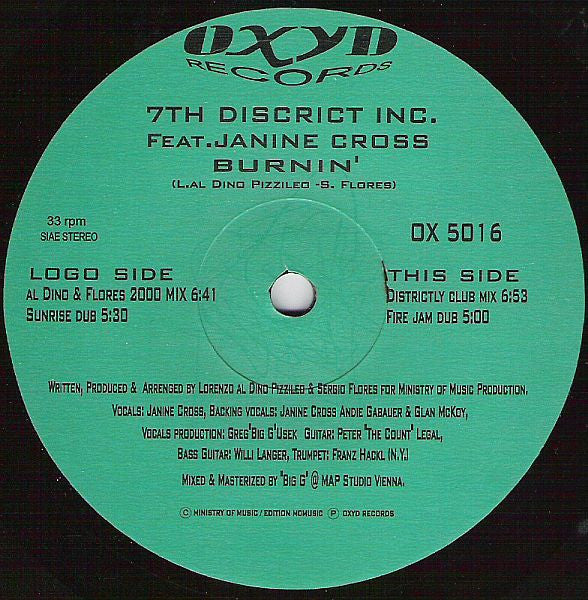 OXYD
RECORDS
7TH DISCRICT INC.
FEAT. JANINE CROSS
BURNIN'
(L.AL DINO PIZZILEO -S. FLORES)
33 rpm
SIAE STEREO
OX 5016
LOGO SIDE
AL DINO & FLORES 2000 MIX 6:41
SUNRISE DUB 5:30
THIS SIDE
DISTRICTLY CLUB MIX 6:53
FIRE JAM DUB 5:00
WRITTEN, PRODUCED & ARRANGED BY LORENZO AL DINO PIZZILEO & SERGIO FLORES FOR MINISTRY OF MUSIC PRODUCTION.
VOCALS: JANINE CROSS, BACKING VOCALS: JANINE CROSS ANDIE GABAUER & GLAN MCKOY,
VOCALS PRODUCTION: GREG"BIG G"USEK GUITAR: PETER "THE COUNT" LEGAL,
BASS GUITAR: WILLI LANGER, TRUMPET: FRANZ HACKL (N.Y.)
MIXED & MASTERIZED BY "BIG G" @ MAP STUDIO VIENNA.
© MINISTRY OF MUSIC / EDITION MCMUSIC ℗ OXYD RECORDS